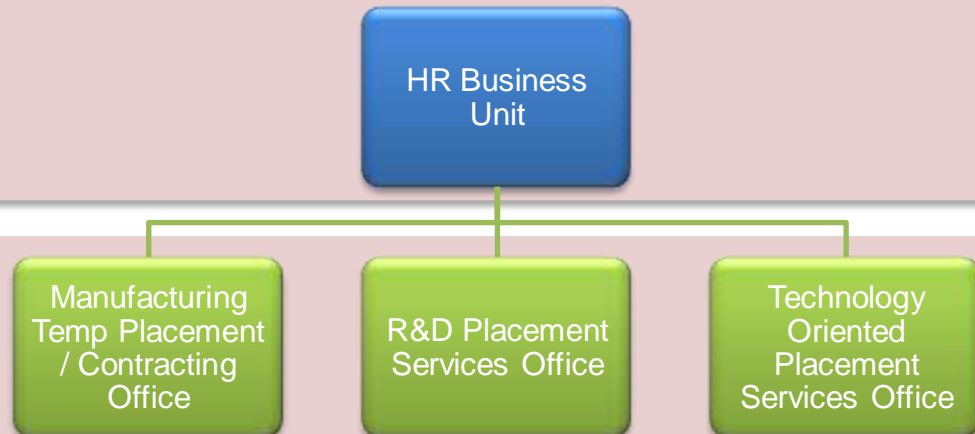 HR Business
Unit
Manufacturing
Temp Placement
/ Contracting
Office
R&D Placement
Services Office
Technology
Oriented
Placement
Services Office